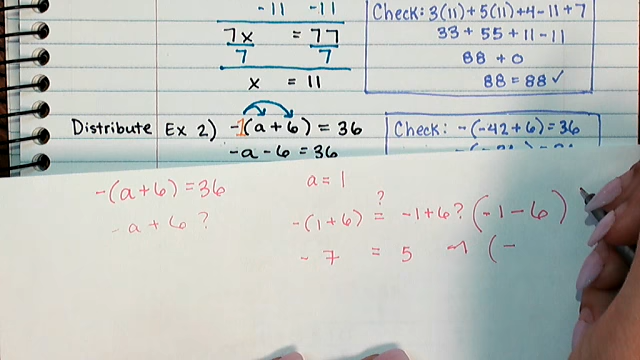 -11 -11
7x = 77
7 7
x = 11
Check: 3(11) + 5(11) + 4 - 11 + 7
33 + 55 + 11 - 11
88 + 0
88 = 88 ✓
Distribute Ex 2) -1(a + 6) = 36
-a - 6 = 36
Check: -(-42 + 6) = 36
-(a + 6) = 36
-a + 6 ?
a = 1
?
-(1 + 6) = -1 + 6 ? (-1 - 6)
-7 = 5 (-